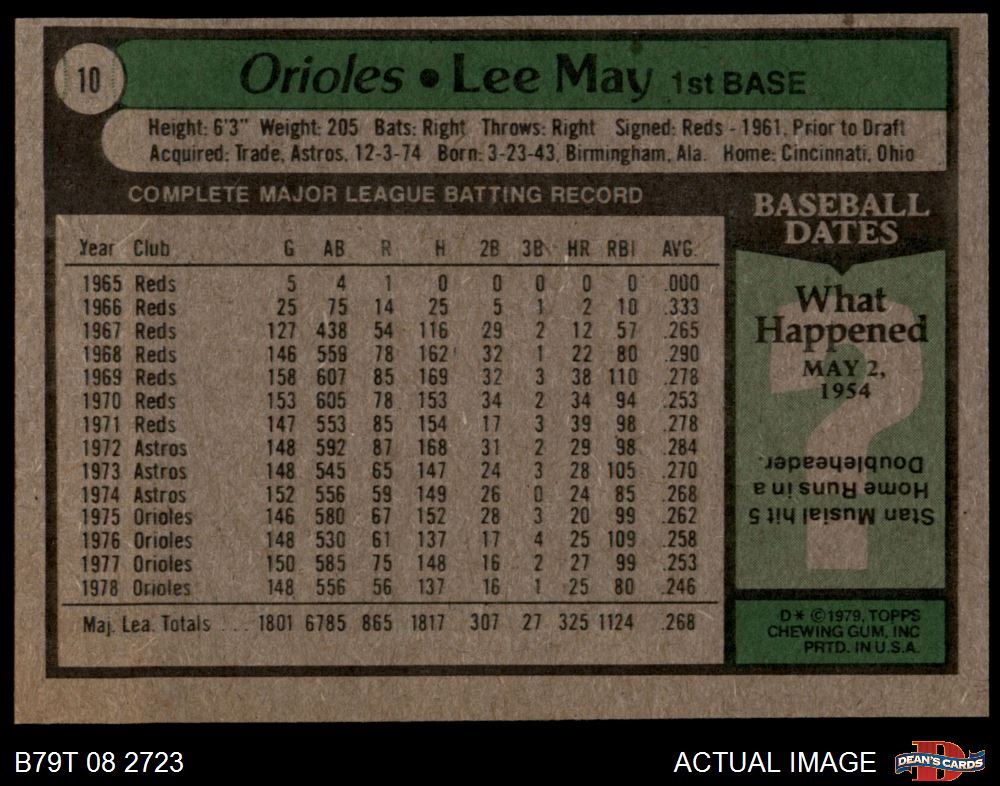 10
Orioles • Lee May 1st BASE
Height: 6'3" Weight: 205 Bats: Right Throws: Right Signed: Reds - 1961, Prior to Draft
Acquired: Trade, Astros, 12-3-74 Born: 3-23-43, Birmingham, Ala. Home: Cincinnati, Ohio
COMPLETE MAJOR LEAGUE BATTING RECORD
Year Club G AB R H 2B 3B HR RBI AVG.
1965 Reds 5 4 1 0 0 0 0 0 .000
1966 Reds 25 75 14 25 5 1 2 10 .333
1967 Reds 127 438 54 116 29 2 12 57 .265
1968 Reds 146 559 78 162 32 1 22 80 .290
1969 Reds 158 607 85 169 32 3 38 110 .278
1970 Reds 153 605 78 153 34 2 34 94 .253
1971 Reds 147 553 85 154 17 3 39 98 .278
1972 Astros 148 592 87 168 31 2 29 98 .284
1973 Astros 148 545 65 147 24 3 28 105 .270
1974 Astros 152 556 59 149 26 0 24 85 .268
1975 Orioles 146 580 67 152 28 3 20 99 .262
1976 Orioles 148 530 61 137 17 4 25 109 .258
1977 Orioles 150 585 75 148 16 2 27 99 .253
1978 Orioles 148 556 56 137 16 1 25 80 .246
Maj. Lea. Totals ... 1801 6785 865 1817 307 27 325 1124 .268
BASEBALL
DATES
What
Happened
MAY 2,
1954
Stan Musial hit 5
Home Runs in a
Doubleheader.
D* ©1979, TOPPS
CHEWING GUM, INC
PRTD. IN U.S.A.
B79T 08 2723
ACTUAL IMAGE
D
DEAN'S CARDS